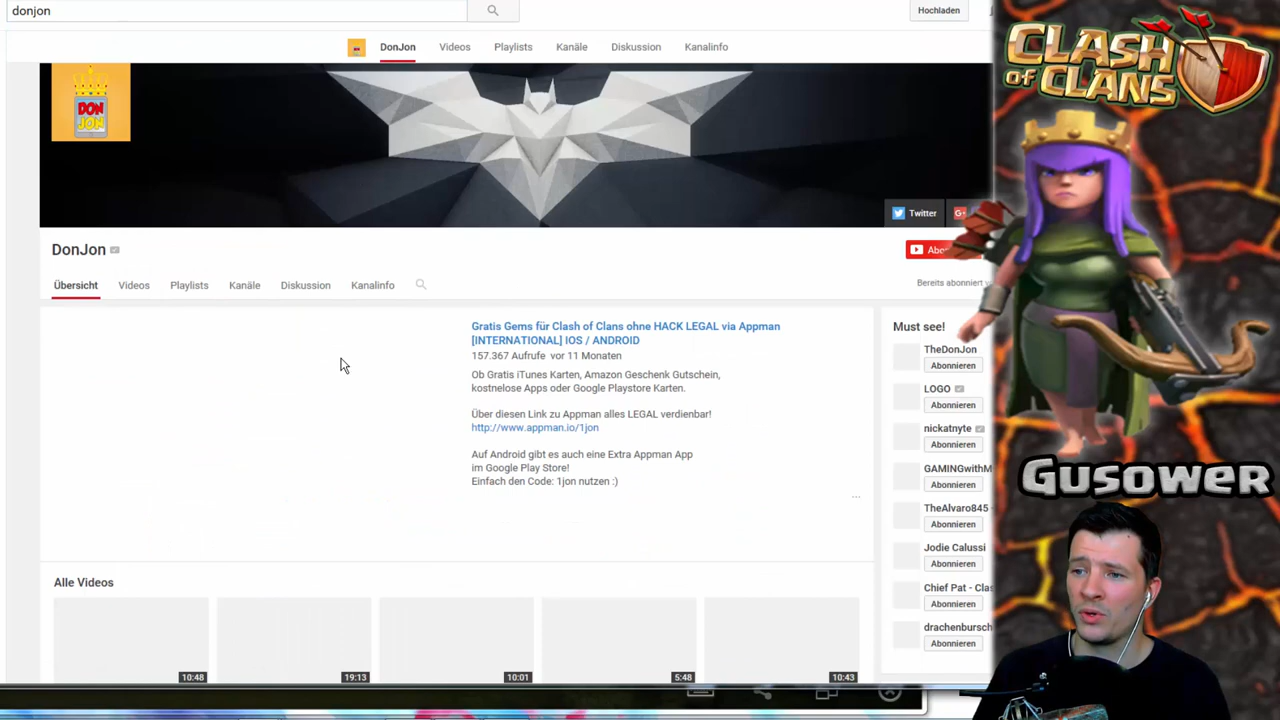 donjon
Hochladen
DonJon Videos Playlists Kanäle Diskussion Kanalinfo
DON
JON
Twitter
DonJon
Übersicht Videos Playlists Kanäle Diskussion Kanalinfo
Bereits abonniert
Gratis Gems für Clash of Clans ohne HACK LEGAL via Appman
[INTERNATIONAL] IOS / ANDROID
157.367 Aufrufe vor 11 Monaten
Ob Gratis iTunes Karten, Amazon Geschenk Gutschein,
kostnelose Apps oder Google Playstore Karten.
Über diesen Link zu Appman alles LEGAL verdienbar!
http://www.appman.io/1jon
Auf Android gibt es auch eine Extra Appman App
im Google Play Store!
Einfach den Code: 1jon nutzen :)
...
Must see!
TheDonJon
Abonnieren
LOGO
Abonnieren
nickatnyte
Abonnieren
GAMINGwithM
Abonnieren
TheAlvaro845
Abonnieren
Jodie Calussi
Abonnieren
Chief Pat - Clas
Abonnieren
drachenbursch
Abonnieren
Alle Videos
10:48 19:13 10:01 5:48 10:43
CLASH
OF CLANS
GUSOWER